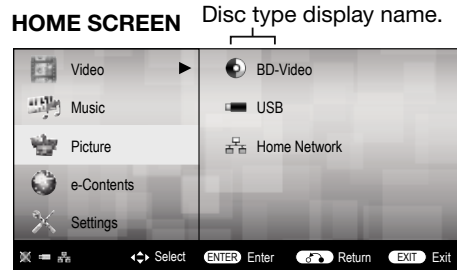 HOME SCREEN
Disc type display name.
Video
BD-Video
Music
USB
Picture
Home Network
e-Contents
Settings
Select ENTER Enter Return EXIT Exit